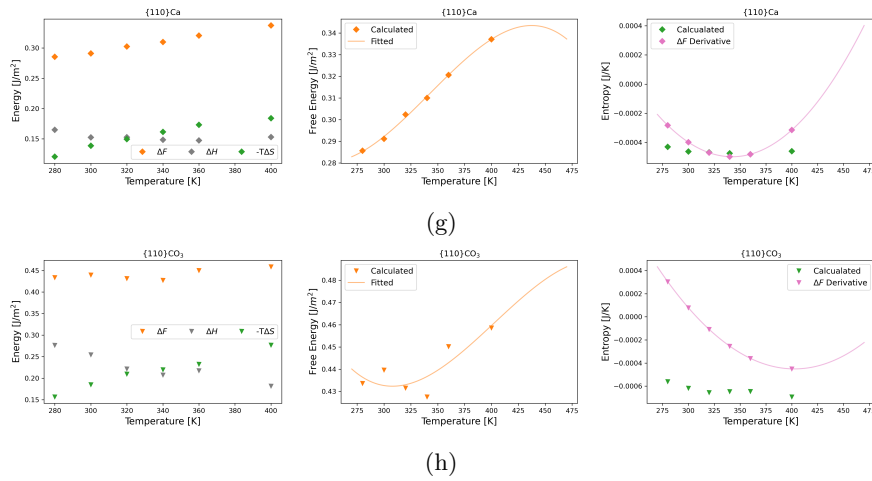 {110}Ca
Energy [J/m²]
0.30
0.25
0.20
0.15
ΔF
ΔH
-TΔS
280
300
320
340
360
380
400
Temperature [K]
{110}Ca
Free Energy [J/m²]
Calculated
Fitted
0.34
0.33
0.32
0.31
0.30
0.29
0.28
275
300
325
350
375
400
425
450
475
Temperature [K]
{110}Ca
Entropy [J/K]
Calcualated
ΔF Derivative
0.0004
0.0002
0.0000
−0.0002
−0.0004
275
300
325
350
375
400
425
450
475
Temperature [K]
(g)
{110}CO₃
Energy [J/m²]
0.45
0.40
0.35
0.30
0.25
0.20
0.15
ΔF
ΔH
-TΔS
280
300
320
340
360
380
400
Temperature [K]
{110}CO₃
Free Energy [J/m²]
Calculated
Fitted
0.48
0.47
0.46
0.45
0.44
0.43
275
300
325
350
375
400
425
450
475
Temperature [K]
{110}CO₃
Entropy [J/K]
Calcualated
ΔF Derivative
0.0004
0.0002
0.0000
−0.0002
−0.0004
−0.0006
275
300
325
350
375
400
425
450
475
Temperature [K]
(h)